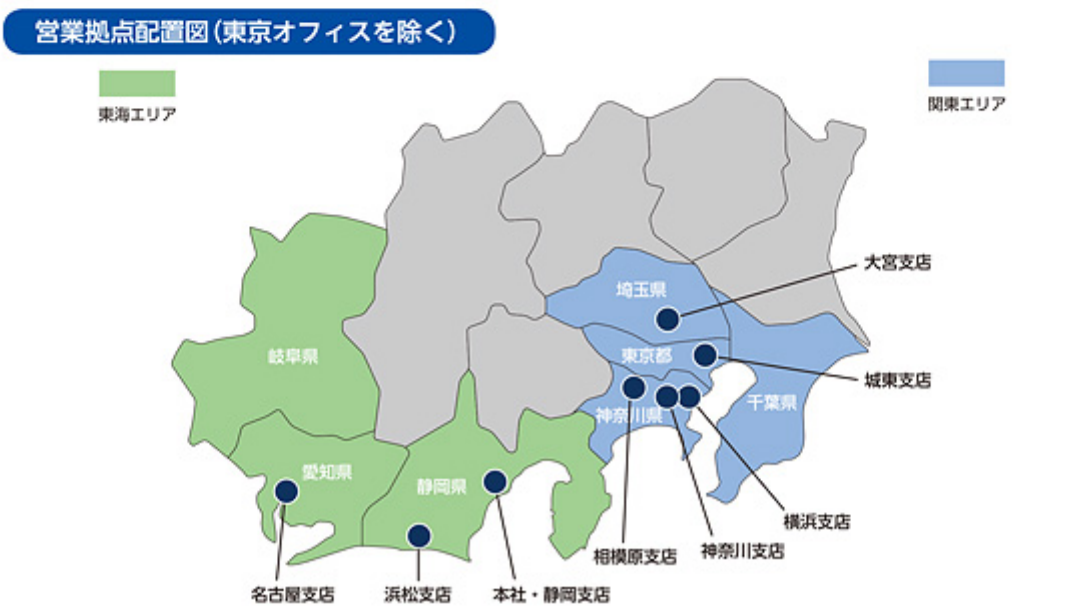 営業拠点配置図(東京オフィスを除く)
東海エリア
関東エリア
大宮支店
埼玉県
東京都
岐阜県
城東支店
千葉県
神奈川県
愛知県
静岡県
横浜支店
神奈川支店
相模原支店
名古屋支店
浜松支店
本社・静岡支店